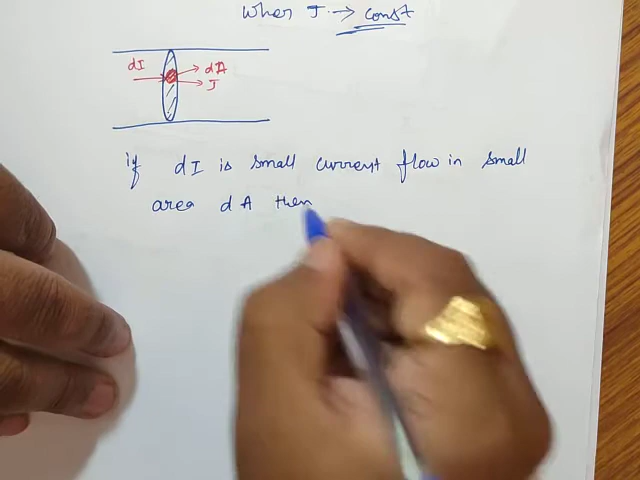 When J → const
dI
dA
J
if dI is small current flow in small
area dA then